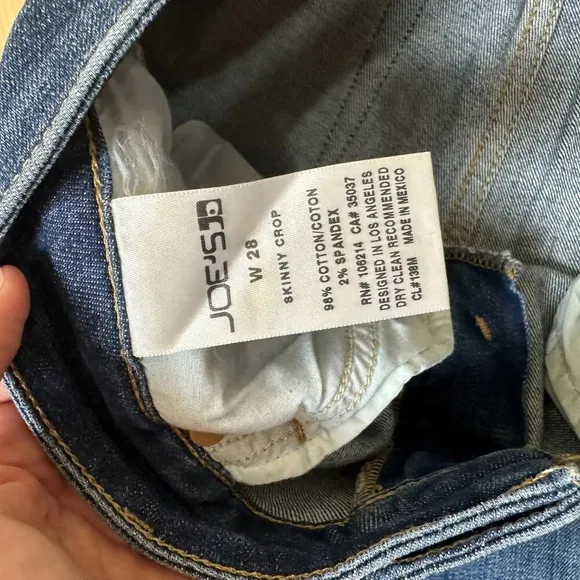 JOE'S
W 28
SKINNY CROP
98% COTTON/COTON
2% SPANDEX
RN# 106214 CA# 35037
DESIGNED IN LOS ANGELES
DRY CLEAN RECOMMENDED
CL#138M MADE IN MEXICO